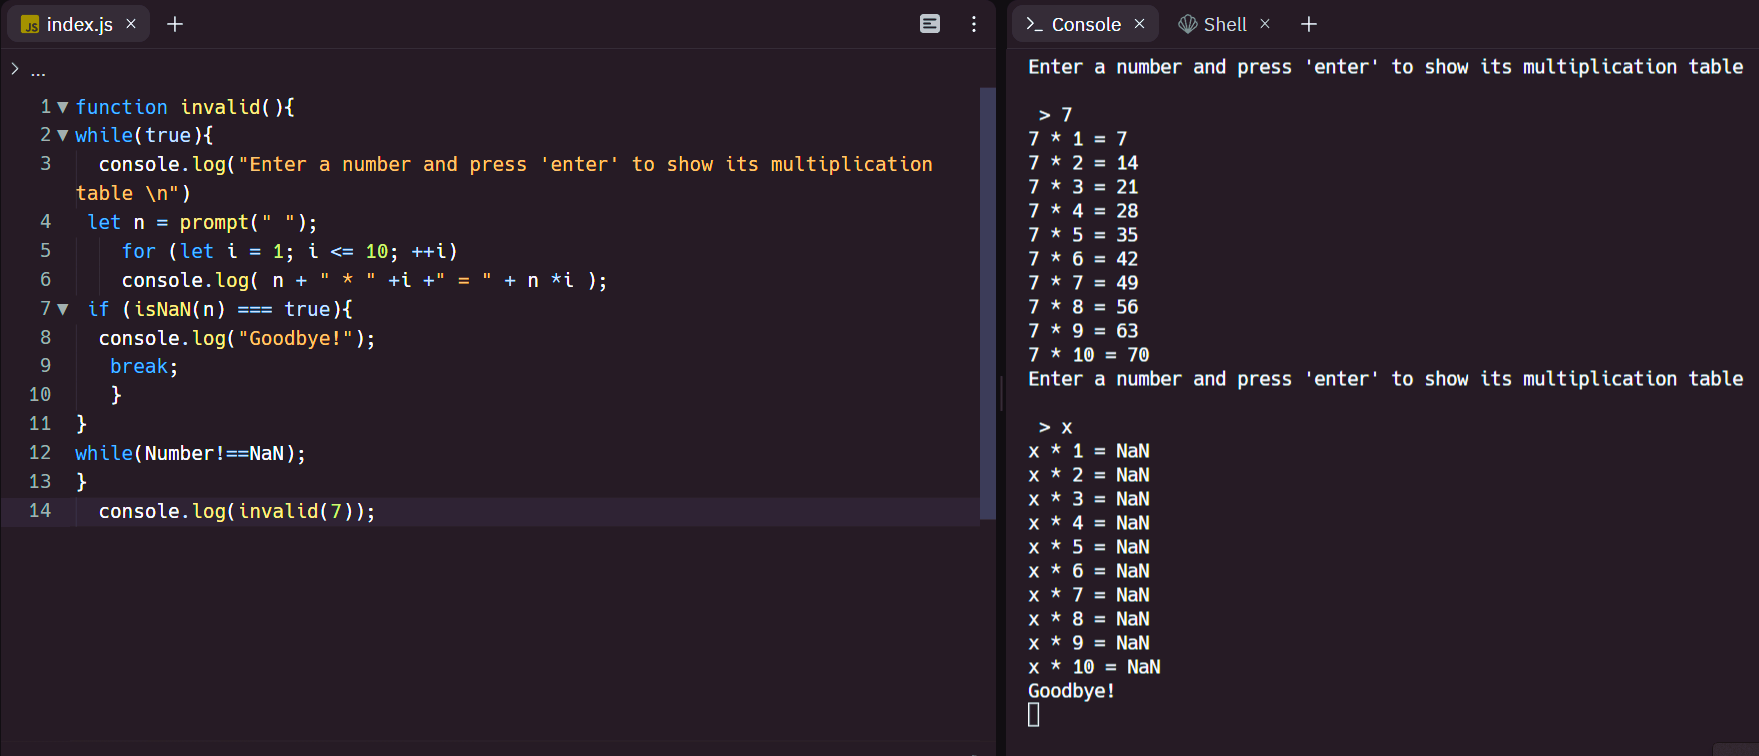 JS index.js × +
...
1 function invalid(){
2 while(true){
3   console.log("Enter a number and press 'enter' to show its multiplication
table \n")
4  let n = prompt(" ");
5     for (let i = 1; i <= 10; ++i)
6     console.log( n + " * " +i +" = " + n *i );
7  if (isNaN(n) === true){
8   console.log("Goodbye!");
9    break;
10    }
11 }
12 while(Number!==NaN);
13 }
14   console.log(invalid(7));
>_ Console × Shell × +
Enter a number and press 'enter' to show its multiplication table
 > 7
7 * 1 = 7
7 * 2 = 14
7 * 3 = 21
7 * 4 = 28
7 * 5 = 35
7 * 6 = 42
7 * 7 = 49
7 * 8 = 56
7 * 9 = 63
7 * 10 = 70
Enter a number and press 'enter' to show its multiplication table
 > x
x * 1 = NaN
x * 2 = NaN
x * 3 = NaN
x * 4 = NaN
x * 5 = NaN
x * 6 = NaN
x * 7 = NaN
x * 8 = NaN
x * 9 = NaN
x * 10 = NaN
Goodbye!